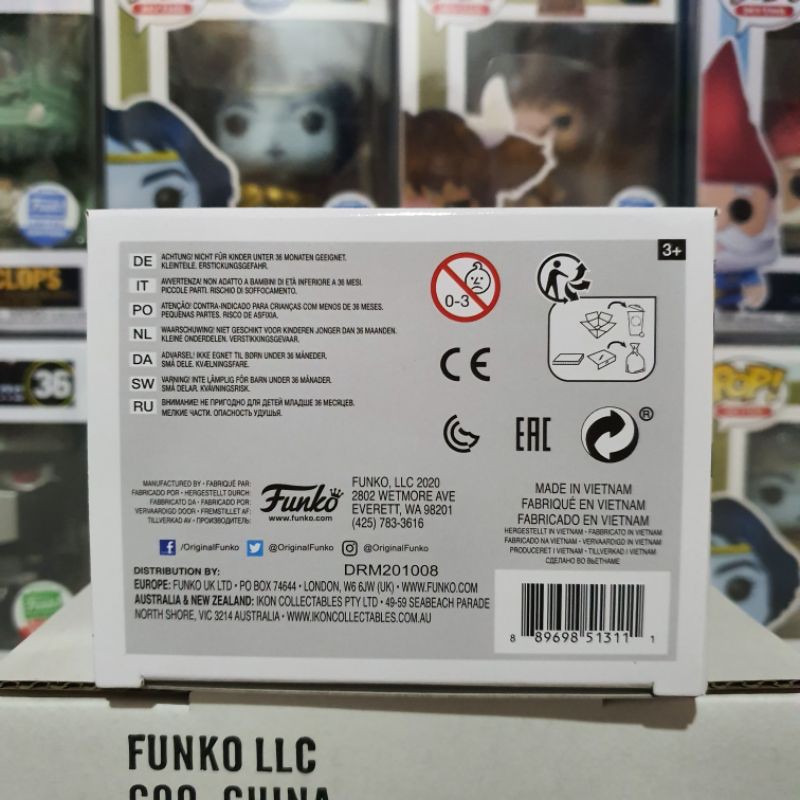 CLOPS
36
POP!
3+
DE ACHTUNG! NICHT FÜR KINDER UNTER 36 MONATEN GEEIGNET.
KLEINTEILE. ERSTICKUNGSGEFAHR.
IT AVVERTENZA! NON ADATTO A BAMBINI DI ETÀ INFERIORE A 36 MESI.
PICCOLE PARTI. RISCHIO DI SOFFOCAMENTO.
PO ATENÇÃO! CONTRA-INDICADO PARA CRIANÇAS COM MENOS DE 36 MESES.
PEQUENAS PARTES. RISCO DE ASFIXIA.
NL WAARSCHUWING! NIET GESCHIKT VOOR KINDEREN JONGER DAN 36 MAANDEN.
KLEINE ONDERDELEN. VERSTIKKINGSGEVAAR.
DA ADVARSEL! IKKE EGNET TIL BØRN UNDER 36 MÅNEDER.
SMÅ DELE. KVÆLNINGSFARE.
SW VARNING! INTE LÄMPLIG FÖR BARN UNDER 36 MÅNADER.
SMÅ DELAR. KVÄVNINGSRISK.
RU ВНИМАНИЕ! НЕ ПРИГОДНО ДЛЯ ДЕТЕЙ МЛАДШЕ 36 МЕСЯЦЕВ.
МЕЛКИЕ ЧАСТИ. ОПАСНОСТЬ УДУШЬЯ.
0-3
CE
EAC
®
MANUFACTURED BY • FABRIQUÉ PAR:
FABRICADO POR • HERGESTELLT DURCH:
FABBRICATO DA • FABRICADO POR:
VERVAARDIGD DOOR • FREMSTILLET AF:
TILLVERKAD AV • ПРОИЗВОДИТЕЛЬ:
Funko
www.funko.com
FUNKO, LLC 2020
2802 WETMORE AVE
EVERETT, WA 98201
(425) 783-3616
MADE IN VIETNAM
FABRIQUÉ EN VIETNAM
FABRICADO EN VIETNAM
HERGESTELLT IN VIETNAM • FABBRICATO IN VIETNAM
FABRICADO NA VIETNAM • VERVAARDIGD IN VIETNAM
PRODUCERET I VIETNAM • TILLVERKAD I VIETNAM
СДЕЛАНО ВО ВЬЕТНАМЕ
/OriginalFunko @OriginalFunko @OriginalFunko
DISTRIBUTION BY: DRM201008
EUROPE: FUNKO UK LTD • PO BOX 74644 • LONDON, W6 6JW (UK) • WWW.FUNKO.COM
AUSTRALIA & NEW ZEALAND: IKON COLLECTABLES PTY LTD • 49-59 SEABEACH PARADE
NORTH SHORE, VIC 3214 AUSTRALIA • WWW.IKONCOLLECTABLES.COM.AU
8 89698 51311 1
FUNKO LLC
COO: CHINA